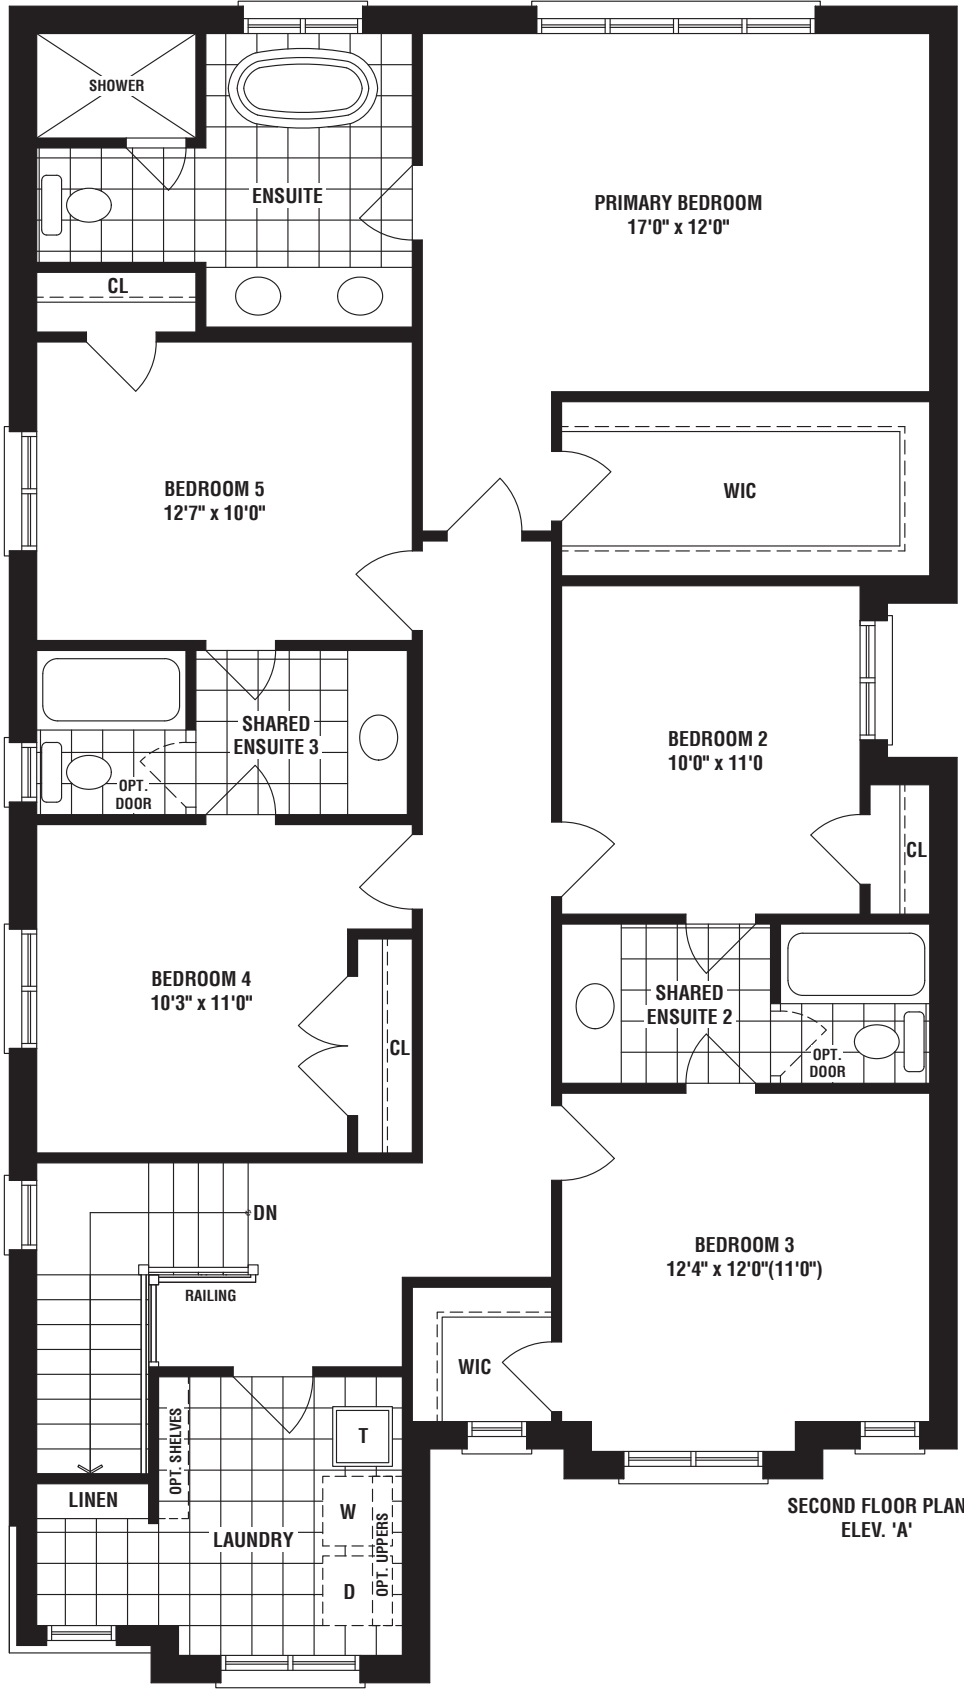 SHOWER
ENSUITE
PRIMARY BEDROOM
17'0" x 12'0"
CL
BEDROOM 5
12'7" x 10'0"
WIC
SHARED
ENSUITE 3
OPT.
DOOR
BEDROOM 2
10'0" x 11'0
CL
BEDROOM 4
10'3" x 11'0"
CL
SHARED
ENSUITE 2
OPT.
DOOR
DN
RAILING
BEDROOM 3
12'4" x 12'0"(11'0")
WIC
OPT. SHELVES
T
LINEN
W
LAUNDRY
OPT. UPPERS
D
SECOND FLOOR PLAN
ELEV. 'A'